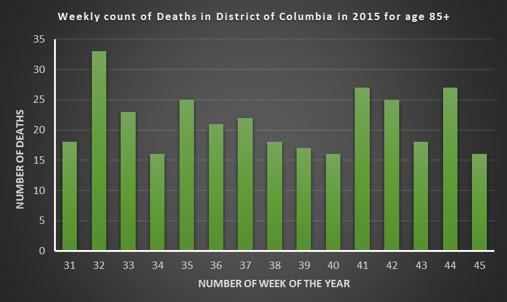 Weekly count of Deaths in District of Columbia in 2015 for age 85+
35
30
25
20
15
10
5
0
NUMBER OF DEATHS
31 32 33 34 35 36 37 38 39 40 41 42 43 44 45
NUMBER OF WEEK OF THE YEAR